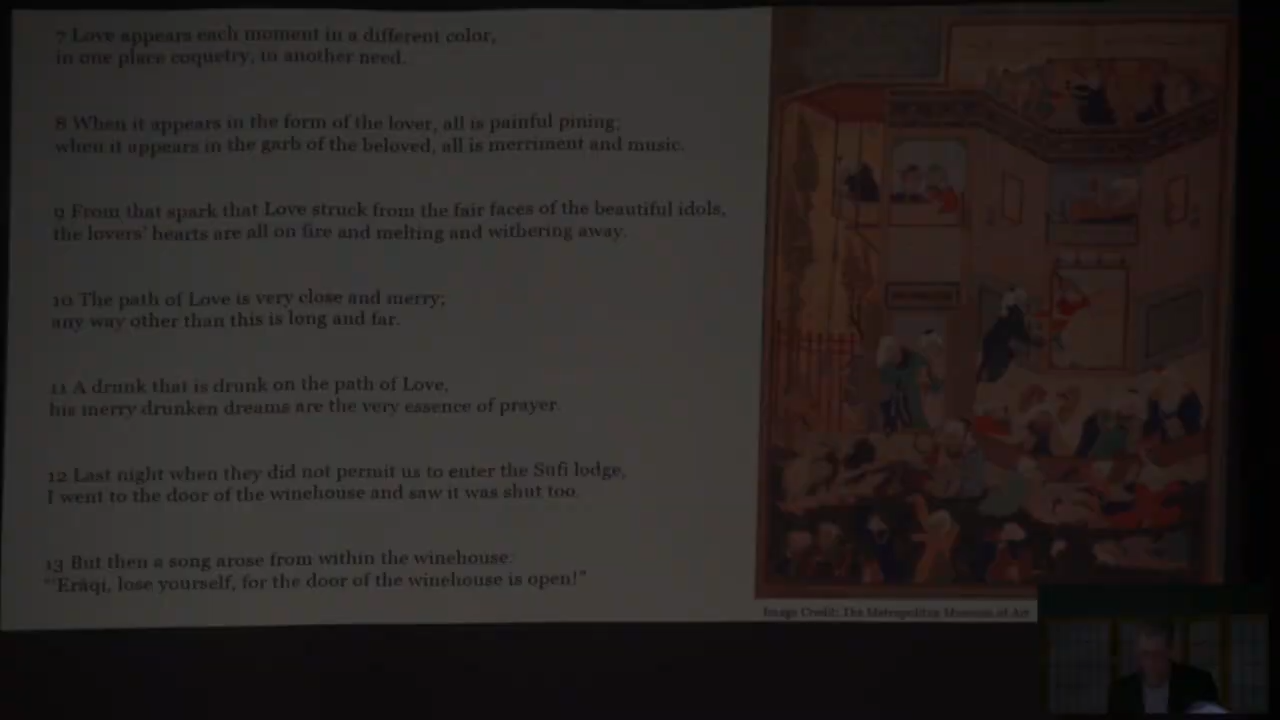 7 Love appears each moment in a different color,
in one place coquetry, in another need.
8 When it appears in the form of the lover, all is painful pining;
when it appears in the garb of the beloved, all is merriment and music.
9 From that spark that Love struck from the fair faces of the beautiful idols,
the lovers' hearts are all on fire and melting and withering away.
10 The path of Love is very close and merry;
any way other than this is long and far.
11 A drunk that is drunk on the path of Love,
his merry drunken dreams are the very essence of prayer.
12 Last night when they did not permit us to enter the Sufi lodge,
I went to the door of the winehouse and saw it was shut too.
13 But then a song arose from within the winehouse:
"'Eraqi, lose yourself, for the door of the winehouse is open!"
Image Credit: The Metropolitan Museum of Art